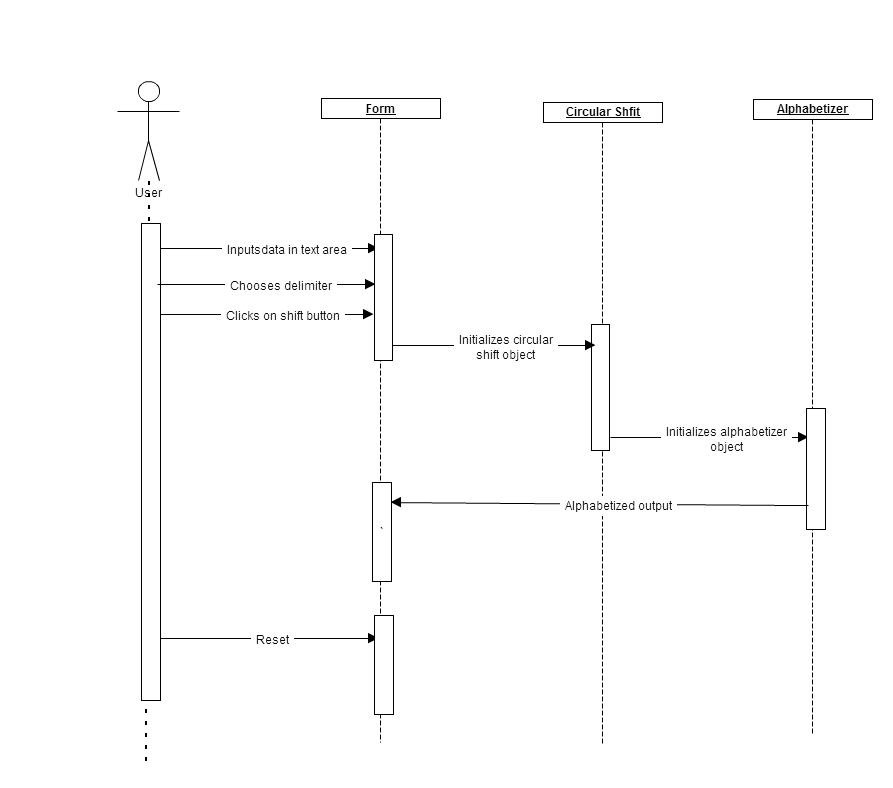 Form
Circular Shfit
Alphabetizer
User
Inputsdata in text area
Chooses delimiter
Clicks on shift button
Initializes circular
shift object
Initializes alphabetizer
object
Alphabetized output
`
Reset